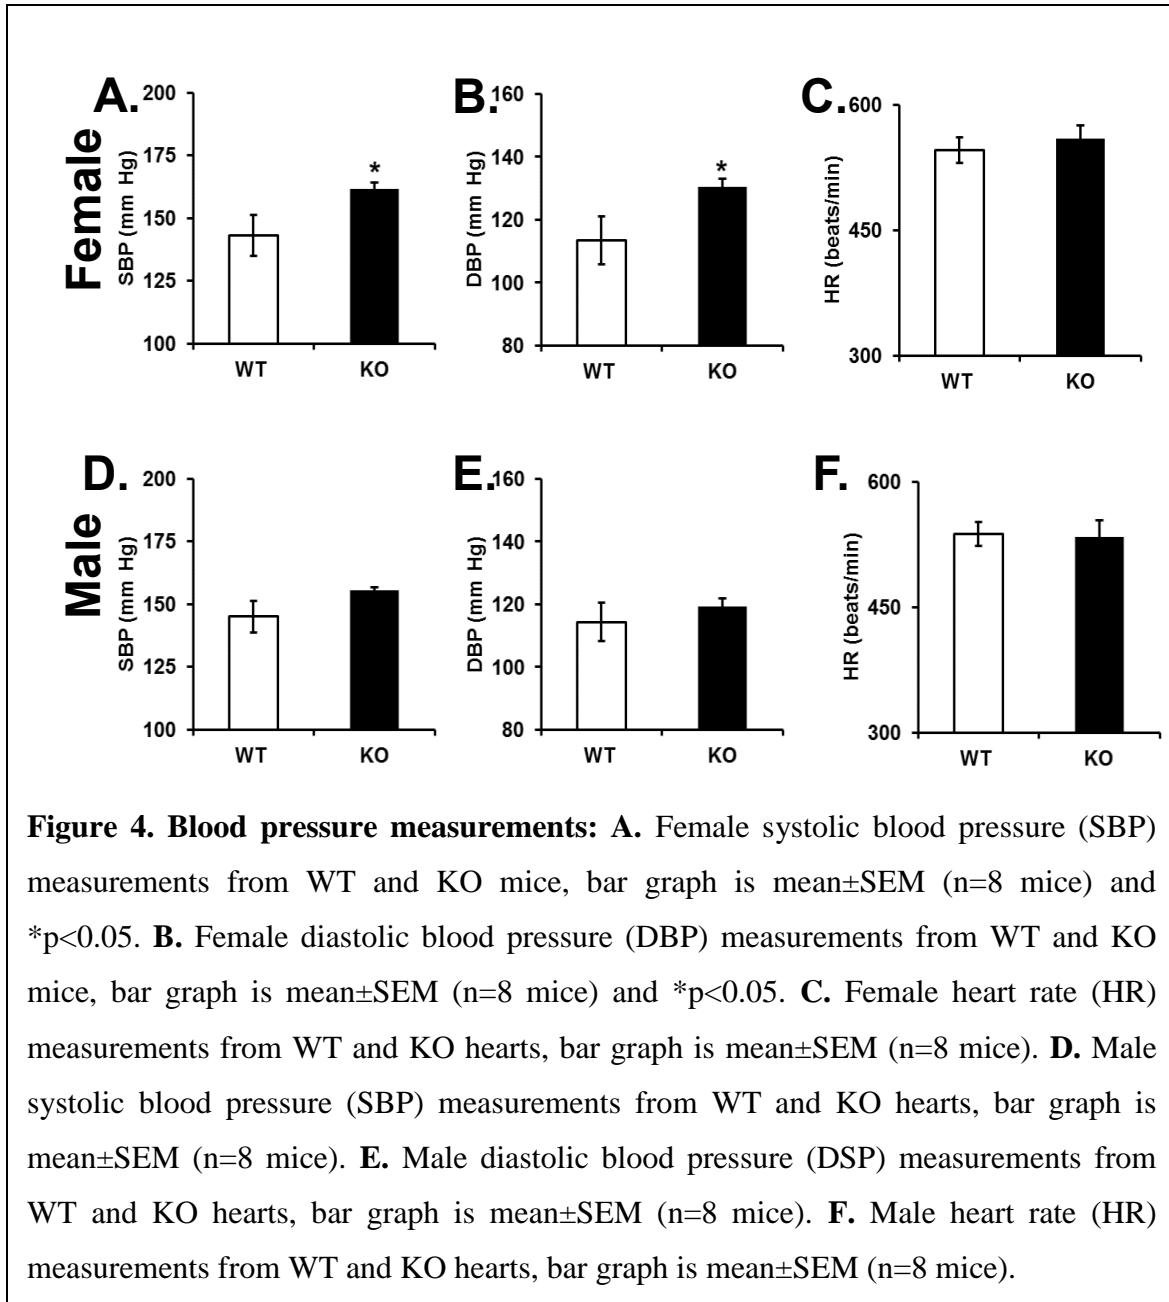 A.
B.
C.
Female
SBP (mm Hg)
200
175
150
125
100
WT KO
*
DBP (mm Hg)
160
140
120
100
80
WT KO
*
HR (beats/min)
600
450
300
WT KO
D.
E.
F.
Male
SBP (mm Hg)
200
175
150
125
100
WT KO
DBP (mm Hg)
160
140
120
100
80
WT KO
HR (beats/min)
600
450
300
WT KO
Figure 4. Blood pressure measurements: A. Female systolic blood pressure (SBP)
measurements from WT and KO mice, bar graph is mean±SEM (n=8 mice) and
*p<0.05. B. Female diastolic blood pressure (DBP) measurements from WT and KO
mice, bar graph is mean±SEM (n=8 mice) and *p<0.05. C. Female heart rate (HR)
measurements from WT and KO hearts, bar graph is mean±SEM (n=8 mice). D. Male
systolic blood pressure (SBP) measurements from WT and KO hearts, bar graph is
mean±SEM (n=8 mice). E. Male diastolic blood pressure (DSP) measurements from
WT and KO hearts, bar graph is mean±SEM (n=8 mice). F. Male heart rate (HR)
measurements from WT and KO hearts, bar graph is mean±SEM (n=8 mice).